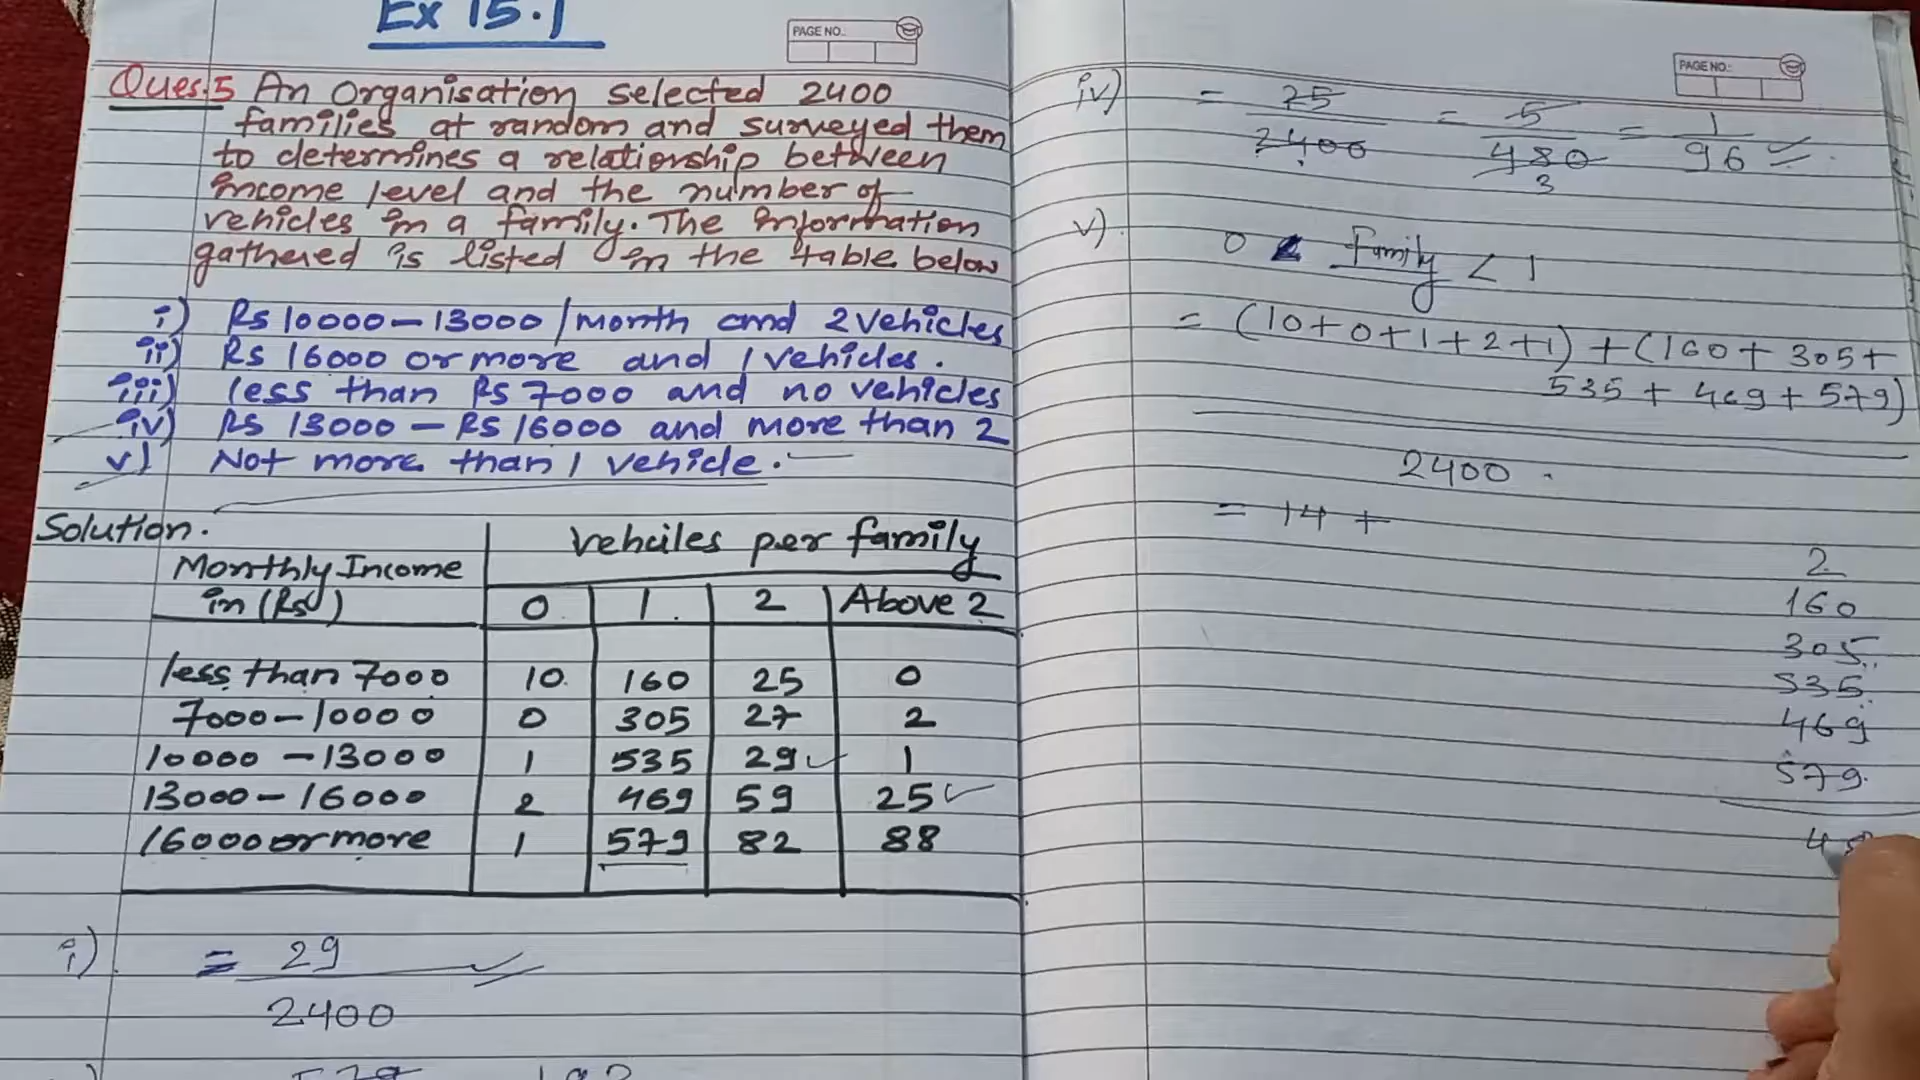 Ex 15.1
PAGE NO.:
Ques.5 An Organisation selected 2400
families at random and surveyed them
to determines a relationship between
income level and the number of
vehicles in a family. The information
gathered is listed in the table below
i) Rs 10000-13000/month and 2 vehicles
ii) Rs 16000 or more and 1 vehicles.
iii) less than Rs 7000 and no vehicles
iv) Rs 13000 - Rs 16000 and more than 2
v) Not more than 1 vehicle.
Solution.
Monthly Income in (Rs) vehciles per family
0 1. 2 Above 2
less than 7000 10 160 25 0
7000-10000 0 305 27 2
10000-13000 1 535 29 1
13000-16000 2 469 59 25
16000 or more 1 579 82 88
i) = 29
2400
PAGE NO.:
iv) = 25/2400 = 5/480 = 1/96
3
v). 0 Family < 1
= (10+0+1+2+1) + (160+305+
535+469+579)
2400
= 14 +
2
160
305
535
469
579
4